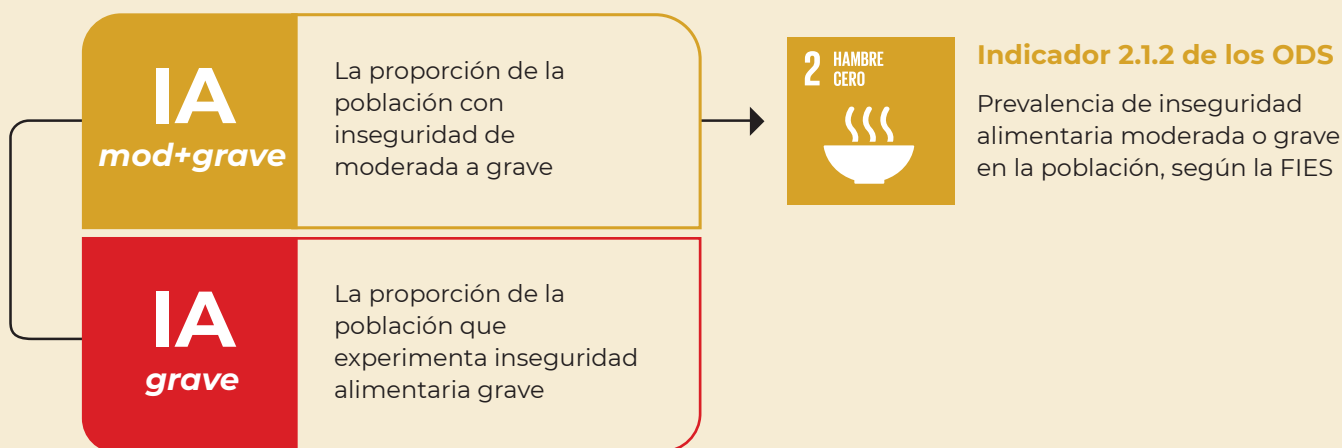 IA
mod+grave
La proporción de la
población con
inseguridad de
moderada a grave
2 HAMBRE
CERO
Indicador 2.1.2 de los ODS
Prevalencia de inseguridad
alimentaria moderada o grave
en la población, según la FIES
IA
grave
La proporción de la
población que
experimenta inseguridad
alimentaria grave